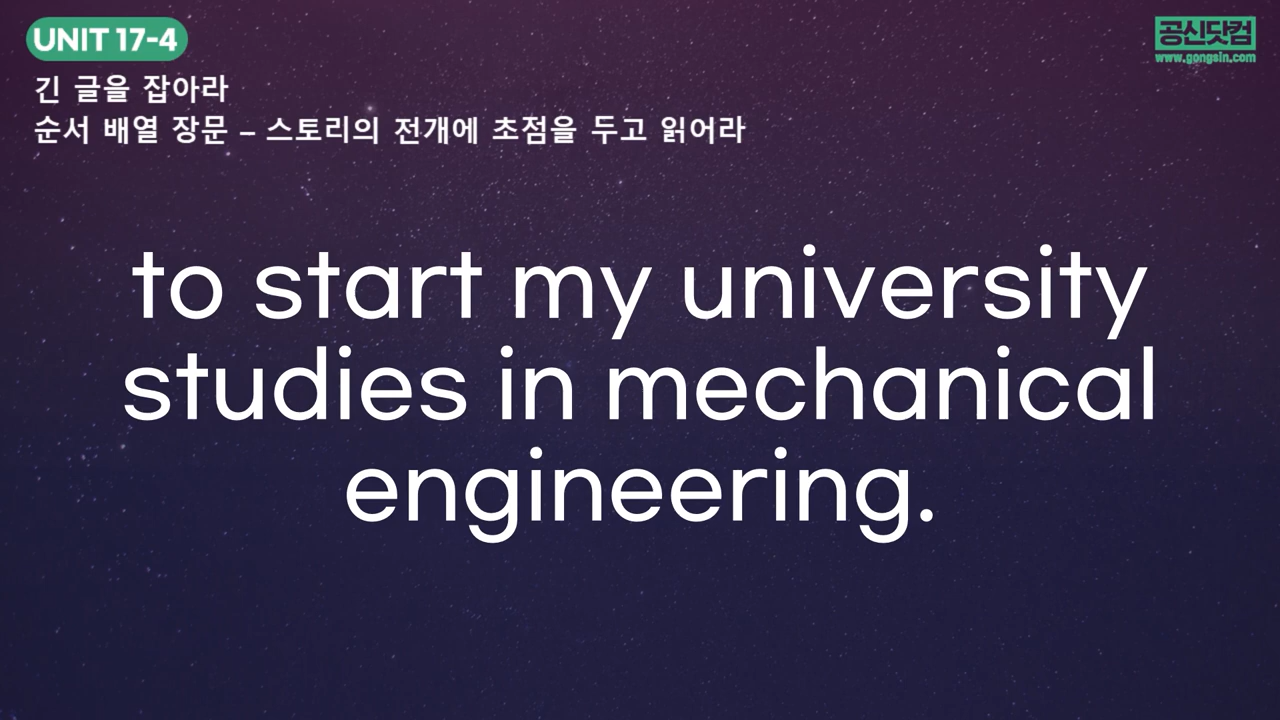 UNIT 17-4
긴 글을 잡아라
순서 배열 장문 – 스토리의 전개에 초점을 두고 읽어라
공신닷컴
www.gongsin.com
to start my university
studies in mechanical
engineering.